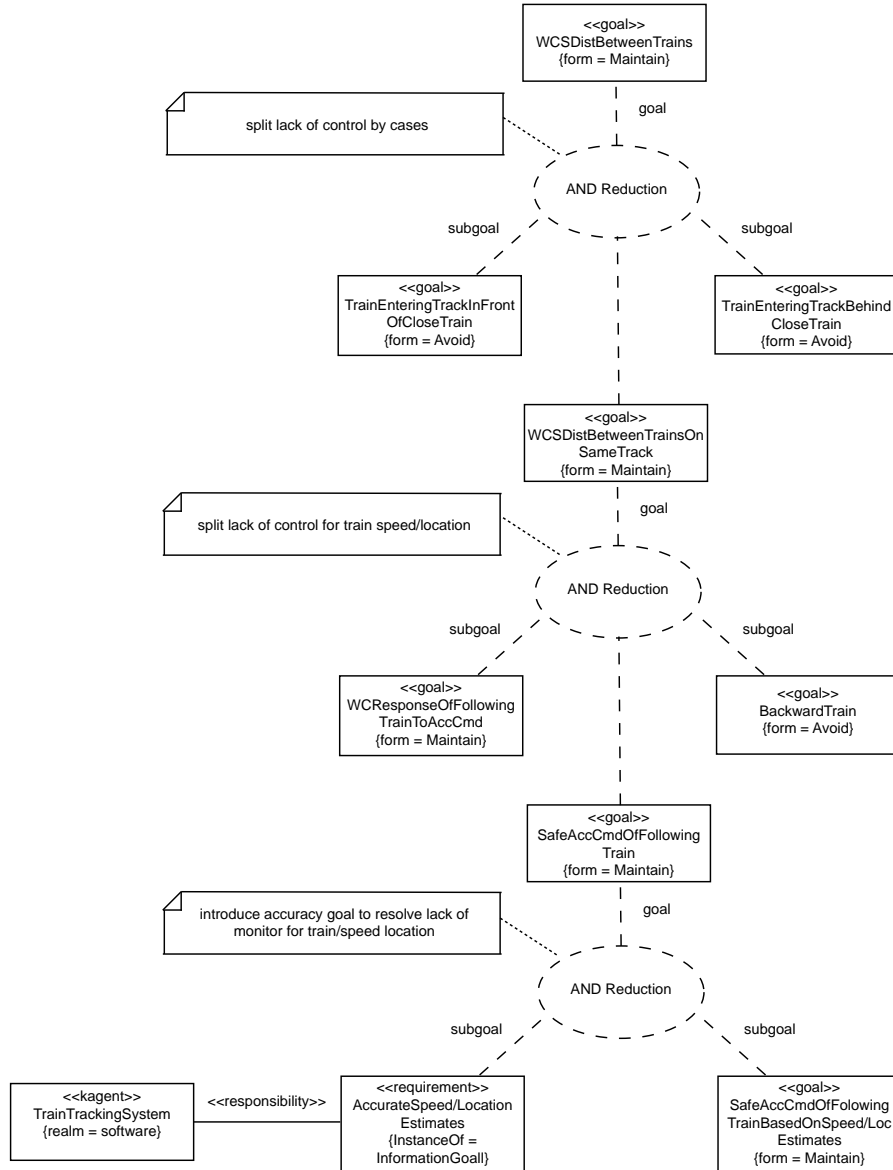 <<goal>>
WCSDistBetweenTrains
{form = Maintain}
goal
split lack of control by cases
AND Reduction
subgoal
subgoal
<<goal>>
TrainEnteringTrackInFront
OfCloseTrain
{form = Avoid}
<<goal>>
TrainEnteringTrackBehind
CloseTrain
{form = Avoid}
<<goal>>
WCSDistBetweenTrainsOn
SameTrack
{form = Maintain}
goal
split lack of control for train speed/location
AND Reduction
subgoal
subgoal
<<goal>>
WCResponseOfFollowing
TrainToAccCmd
{form = Maintain}
<<goal>>
BackwardTrain
{form = Avoid}
<<goal>>
SafeAccCmdOfFollowing
Train
{form = Maintain}
goal
introduce accuracy goal to resolve lack of
monitor for train/speed location
AND Reduction
subgoal
subgoal
<<kagent>>
TrainTrackingSystem
{realm = software}
<<responsibility>>
<<requirement>>
AccurateSpeed/Location
Estimates
{InstanceOf =
InformationGoall}
<<goal>>
SafeAccCmdOfFolowing
TrainBasedOnSpeed/Loc
Estimates
{form = Maintain}